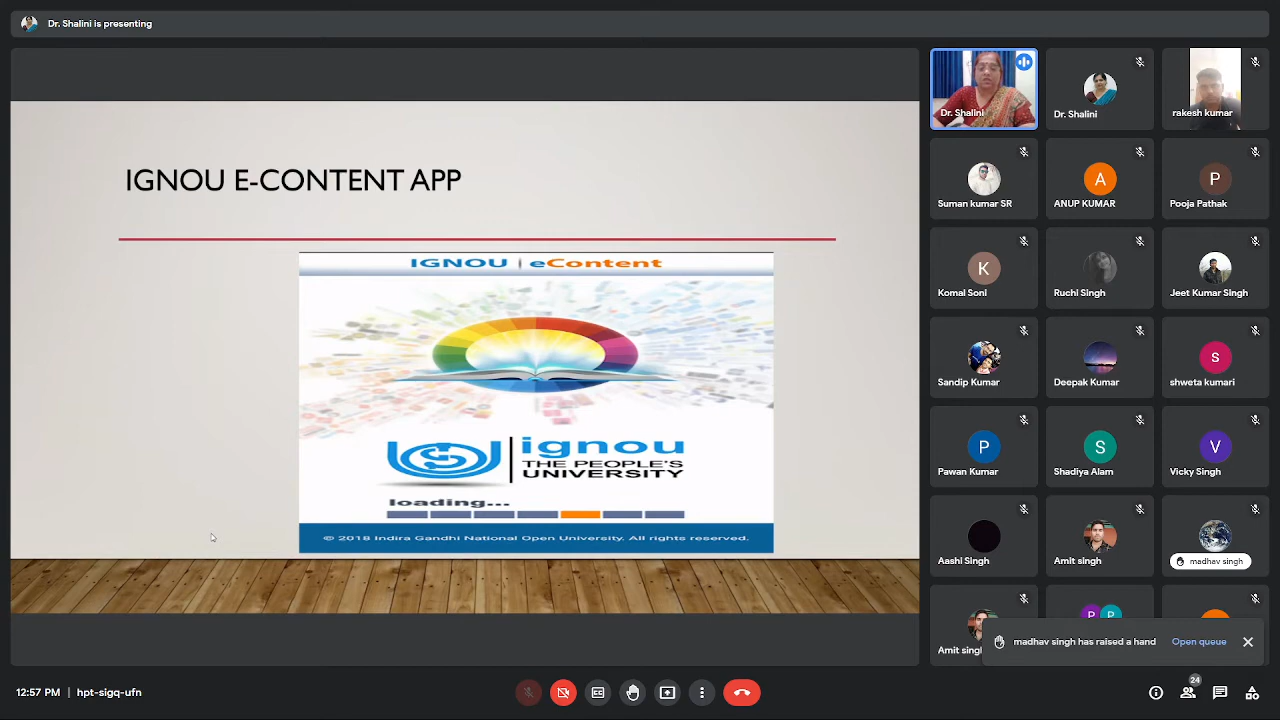 Dr. Shalini is presenting
IGNOU E-CONTENT APP
IGNOU | eContent
ignou
THE PEOPLE'S
UNIVERSITY
loading...
© 2018 Indira Gandhi National Open University. All rights reserved.
Dr. Shalini
Dr. Shalini
rakesh kumar
Suman kumar SR
ANUP KUMAR
A
Pooja Pathak
P
Komal Soni
K
Ruchi Singh
Jeet Kumar Singh
Sandip Kumar
Deepak Kumar
shweta kumari
s
Pawan Kumar
P
Shadiya Alam
S
Vicky Singh
V
Aashi Singh
Amit singh
madhav singh
Amit singh
P P
madhav singh has raised a hand
Open queue
12:57 PM | hpt-sigq-ufn
24